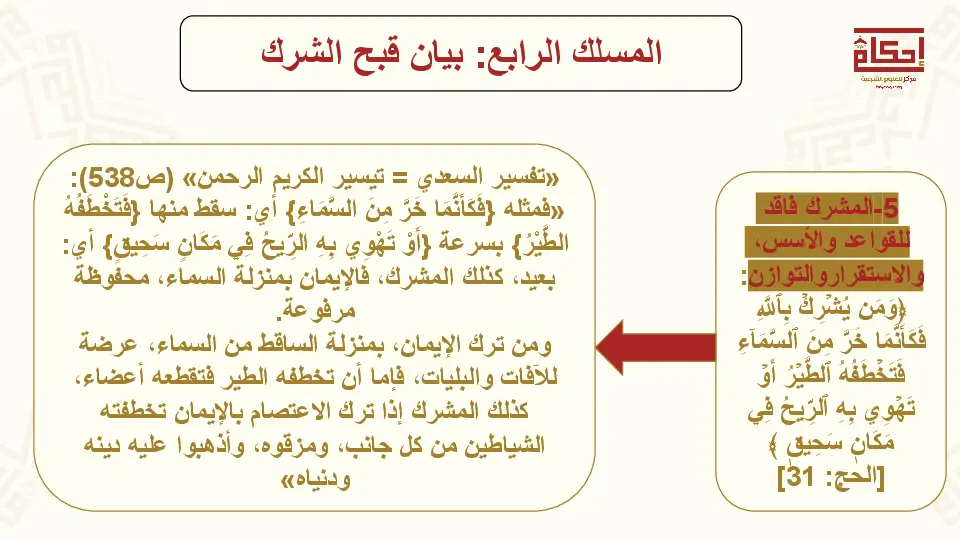 المسلك الرابع: بيان قبح الشرك
إحكام
مركز للعلوم الشرعية
5-المشرك فاقد
للقواعد والأسس،
والاستقراروالتوازن:
﴿وَمَن يُشۡرِكۡ بِٱللَّهِ
فَكَأَنَّمَا خَرَّ مِنَ ٱلسَّمَآءِ
فَتَخۡطَفُهُ ٱلطَّيۡرُ أَوۡ
تَهۡوِي بِهِ ٱلرِّيحُ فِي
مَكَانٖ سَحِيقٖ ﴾
[الحج: 31]
«تفسير السعدي = تيسير الكريم الرحمن» (ص538):
«فمثله {فَكَأَنَّمَا خَرَّ مِنَ السَّمَاءِ} أي: سقط منها {فَتَخْطَفُهُ
الطَّيْرُ} بسرعة {أَوْ تَهْوِي بِهِ الرِّيحُ فِي مَكَانٍ سَحِيقٍ} أي:
بعيد، كذلك المشرك، فالإيمان بمنزلة السماء، محفوظة
مرفوعة.
ومن ترك الإيمان، بمنزلة الساقط من السماء، عرضة
للآفات والبليات، فإما أن تخطفه الطير فتقطعه أعضاء،
كذلك المشرك إذا ترك الاعتصام بالإيمان تخطفته
الشياطين من كل جانب، ومزقوه، وأذهبوا عليه دينه
ودنياه»